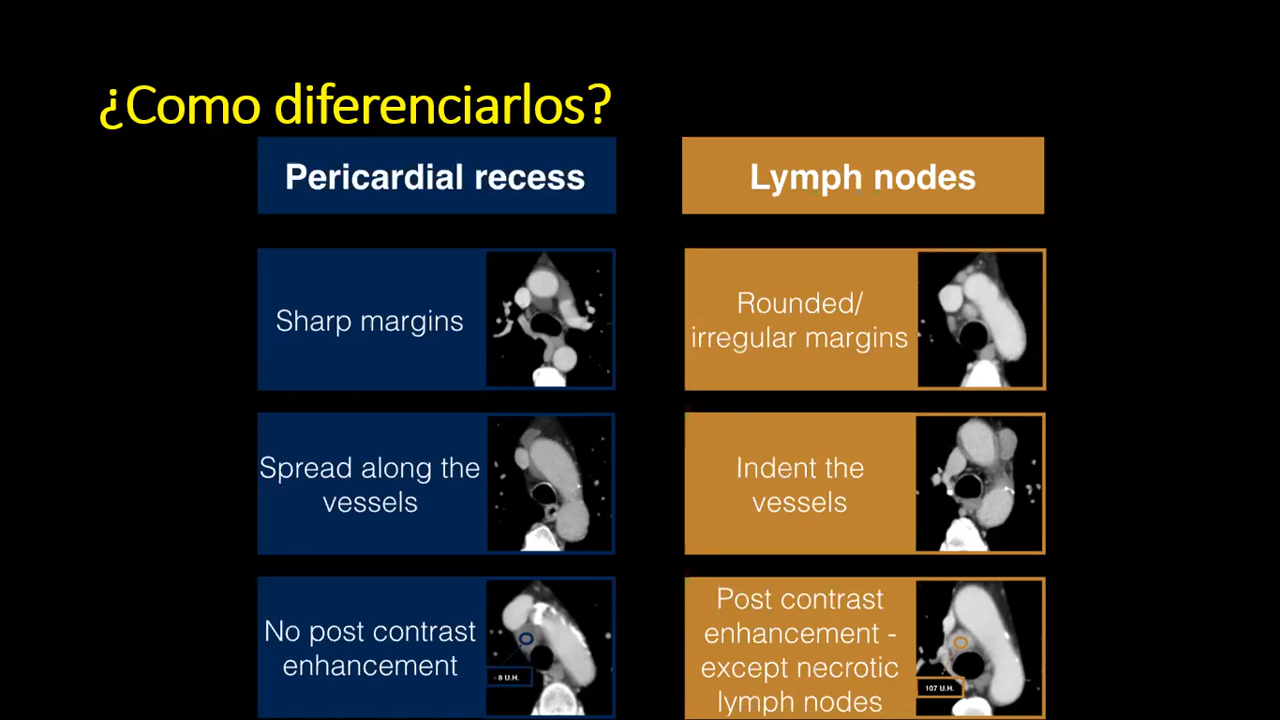 ¿Como diferenciarlos?
Pericardial recess
Lymph nodes
Sharp margins
Rounded/
irregular margins
Spread along the
vessels
Indent the
vessels
No post contrast
enhancement
- 8 U.H.
Post contrast
enhancement -
except necrotic
lymph nodes
107 U.H.